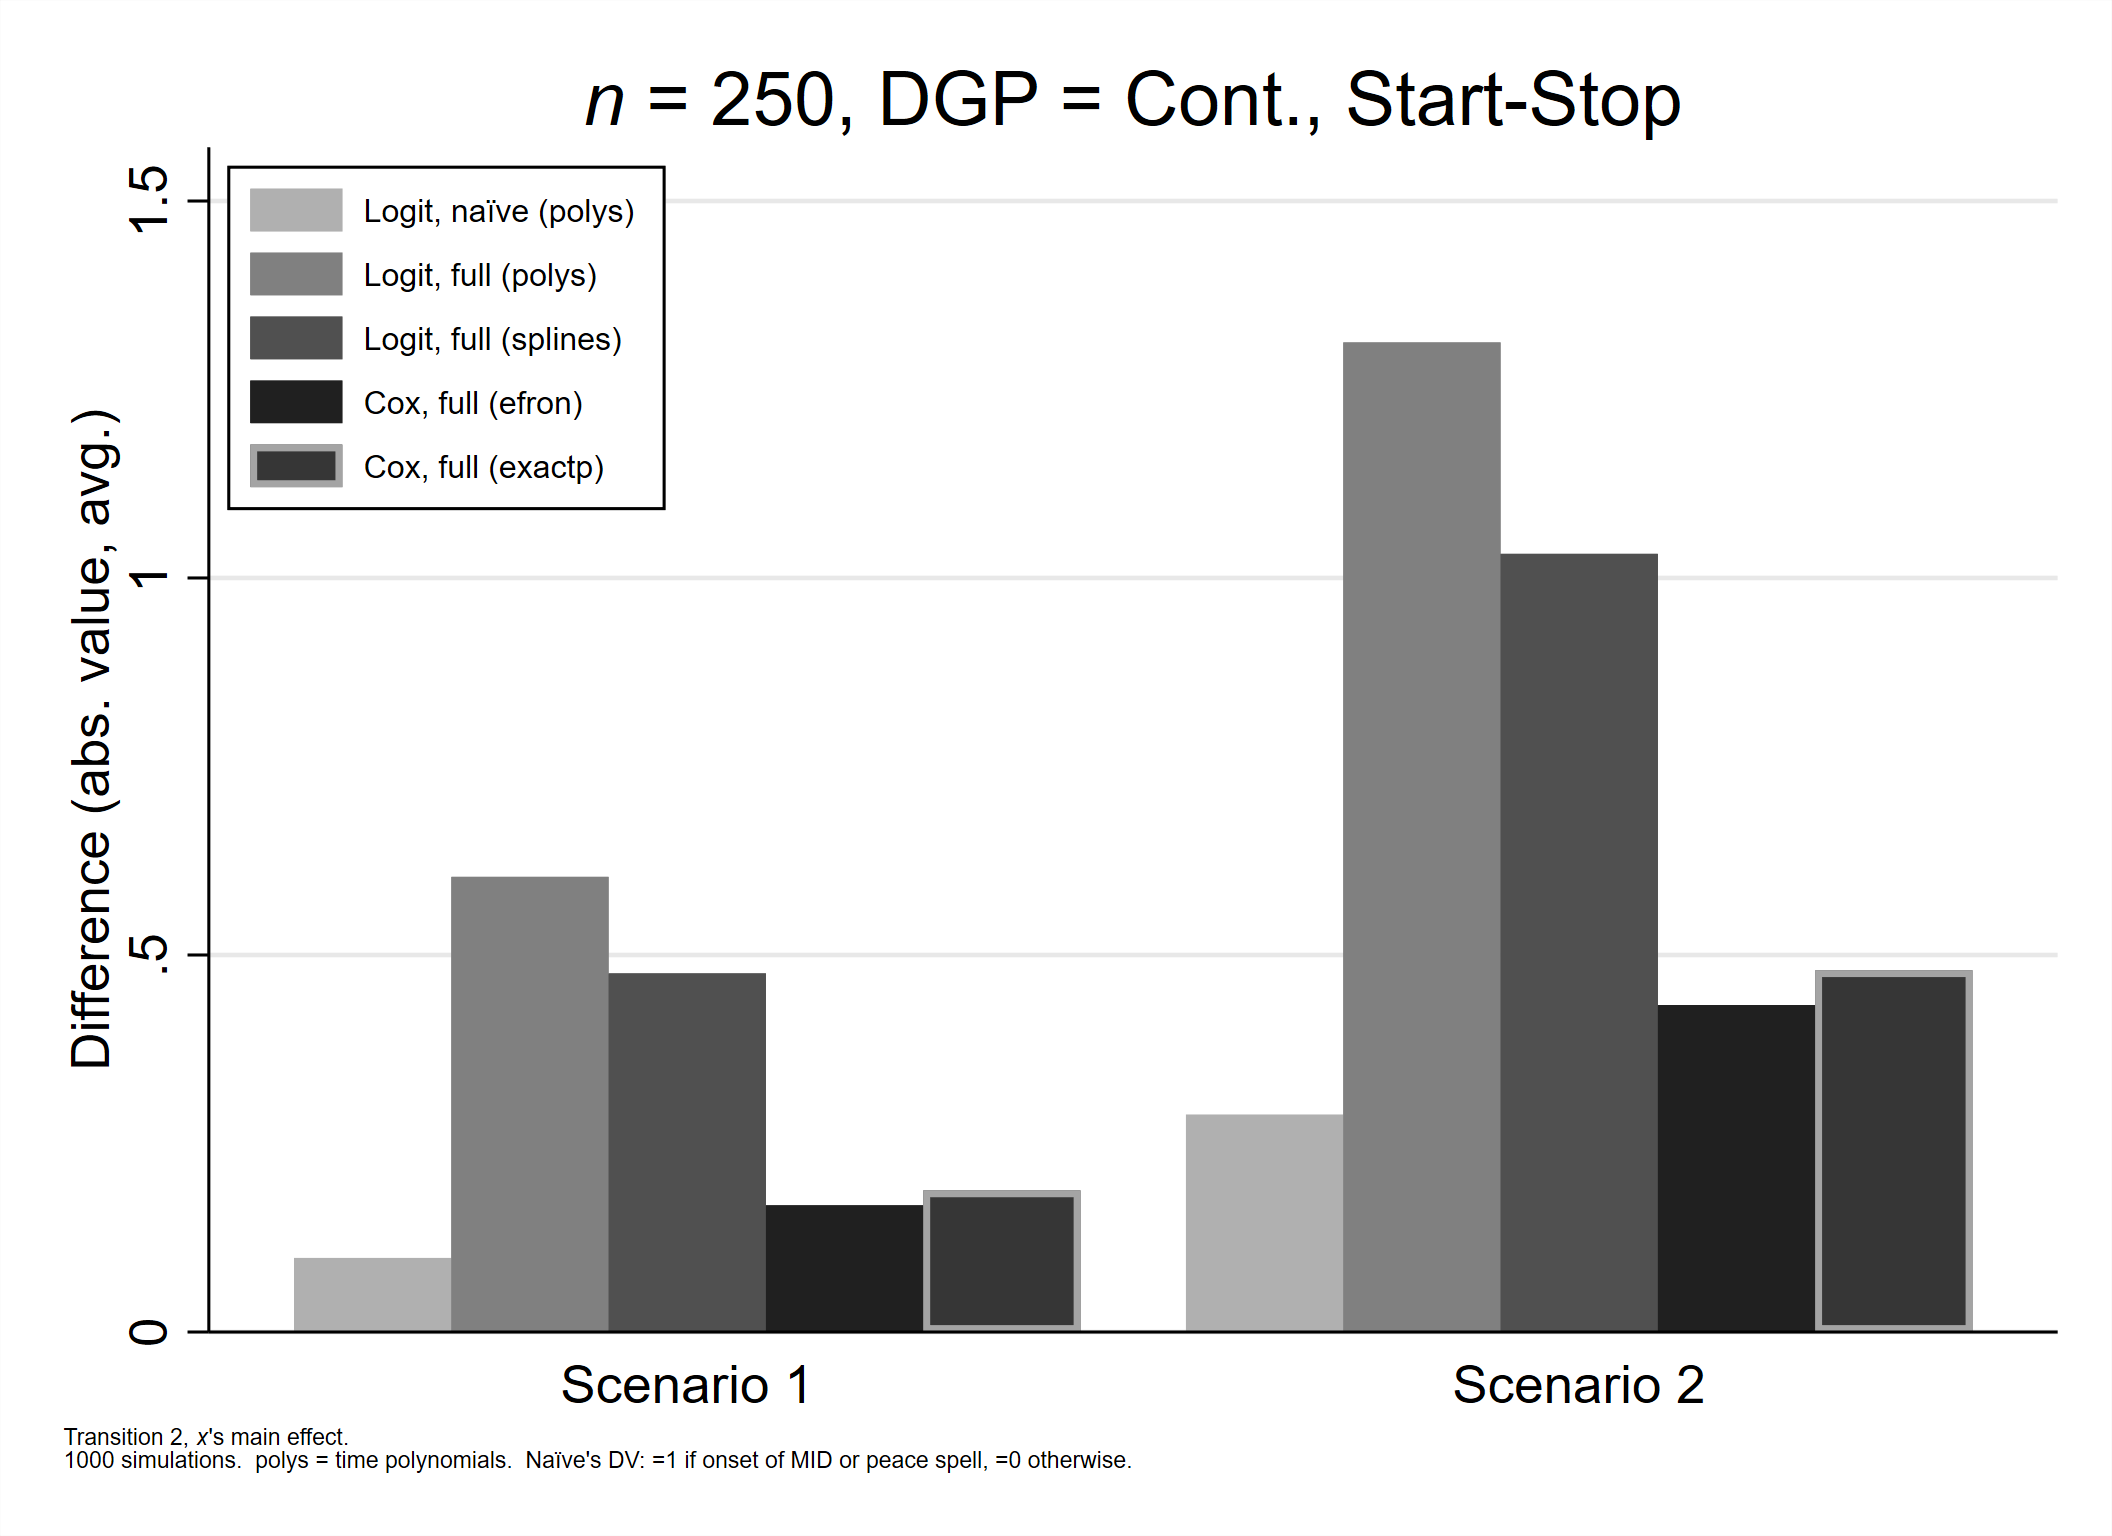 n = 250, DGP = Cont., Start-Stop
Difference (abs. value, avg.)
1.5
1
.5
0
Logit, naïve (polys)
Logit, full (polys)
Logit, full (splines)
Cox, full (efron)
Cox, full (exactp)
Scenario 1
Scenario 2
Transition 2, x's main effect.
1000 simulations.  polys = time polynomials.  Naïve's DV: =1 if onset of MID or peace spell, =0 otherwise.